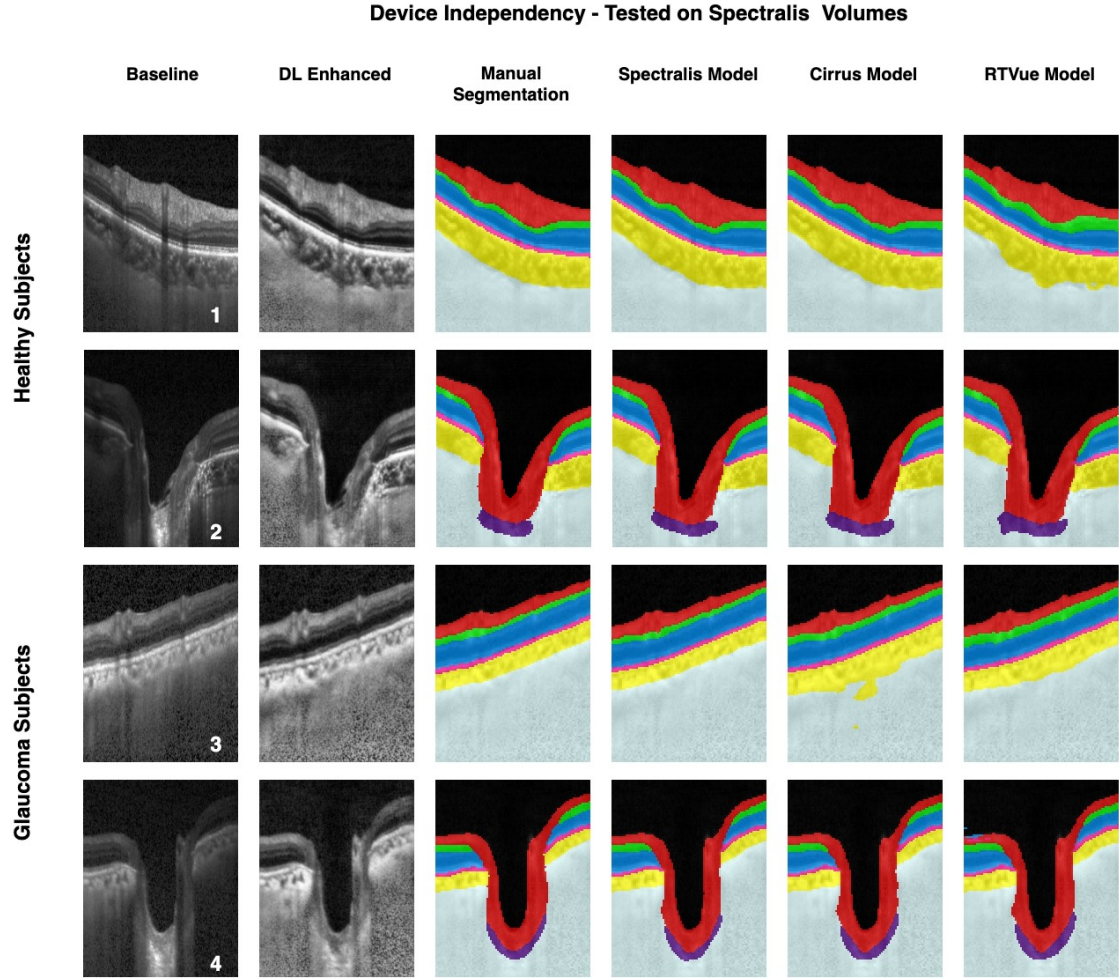 Device Independency - Tested on Spectralis  Volumes
Baseline
DL Enhanced
Manual
Segmentation
Spectralis Model
Cirrus Model
RTVue Model
Healthy Subjects
1
2
Glaucoma Subjects
3
4